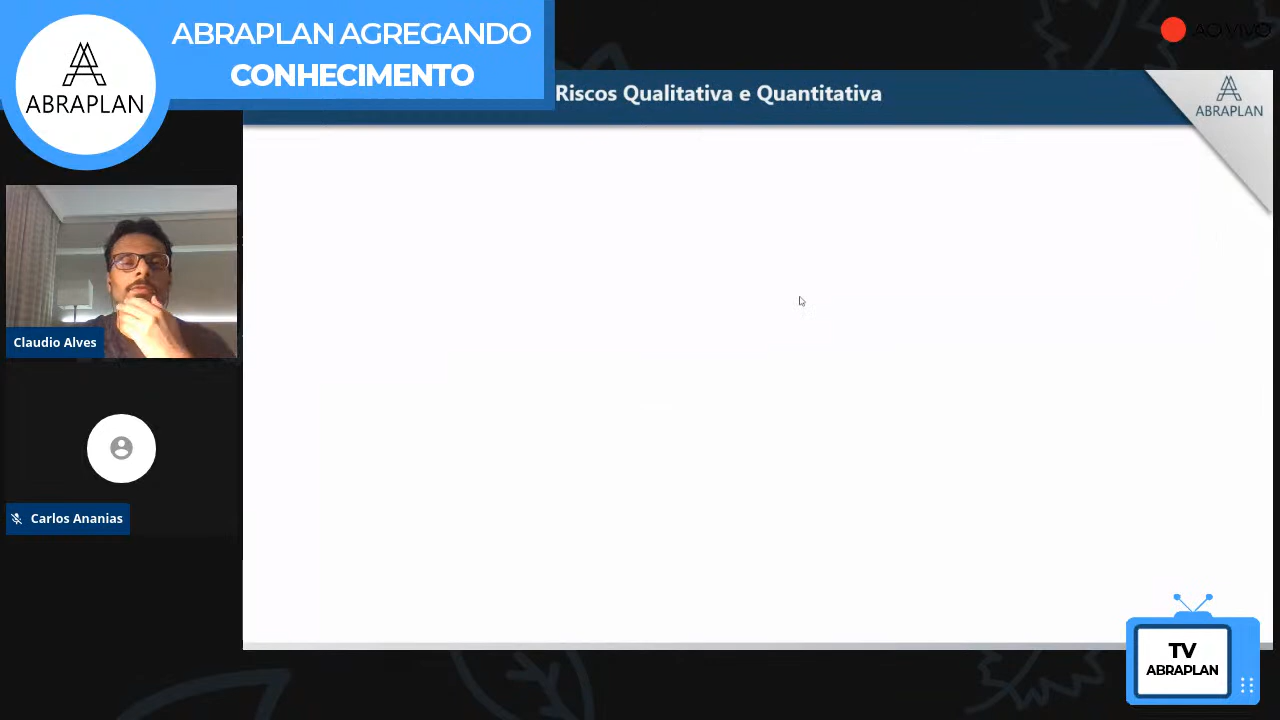 ABRAPLAN AGREGANDO
CONHECIMENTO
ABRAPLAN
AO VIVO
Riscos Qualitativa e Quantitativa
ABRAPLAN
Claudio Alves
Carlos Ananias
TV
ABRAPLAN